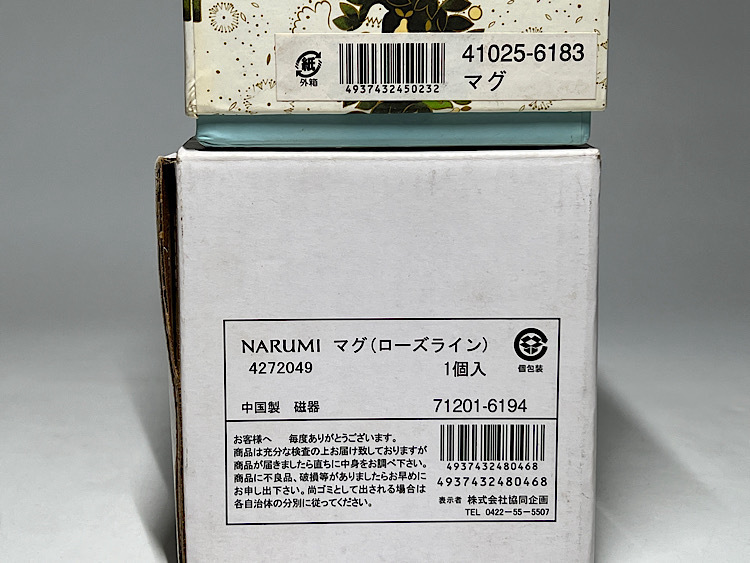 41025-6183
紙
外箱
4937432450232
マグ
NARUMI マグ(ローズライン)
4272049 1個入
個包装
中国製 磁器 71201-6194
お客様へ 毎度ありがとうございます。
商品は充分な検査の上お届け致しておりますが
商品が届きましたら直ちに中身をお調べ下さい。
商品に不良品、破損等がありましたらお早めに
お申し出下さい。尚ゴミとして出される場合は
各自治体の分別に従ってください。
4937432480468
4937432480468
表示者 株式会社協同企画
TEL 0422-55-5507